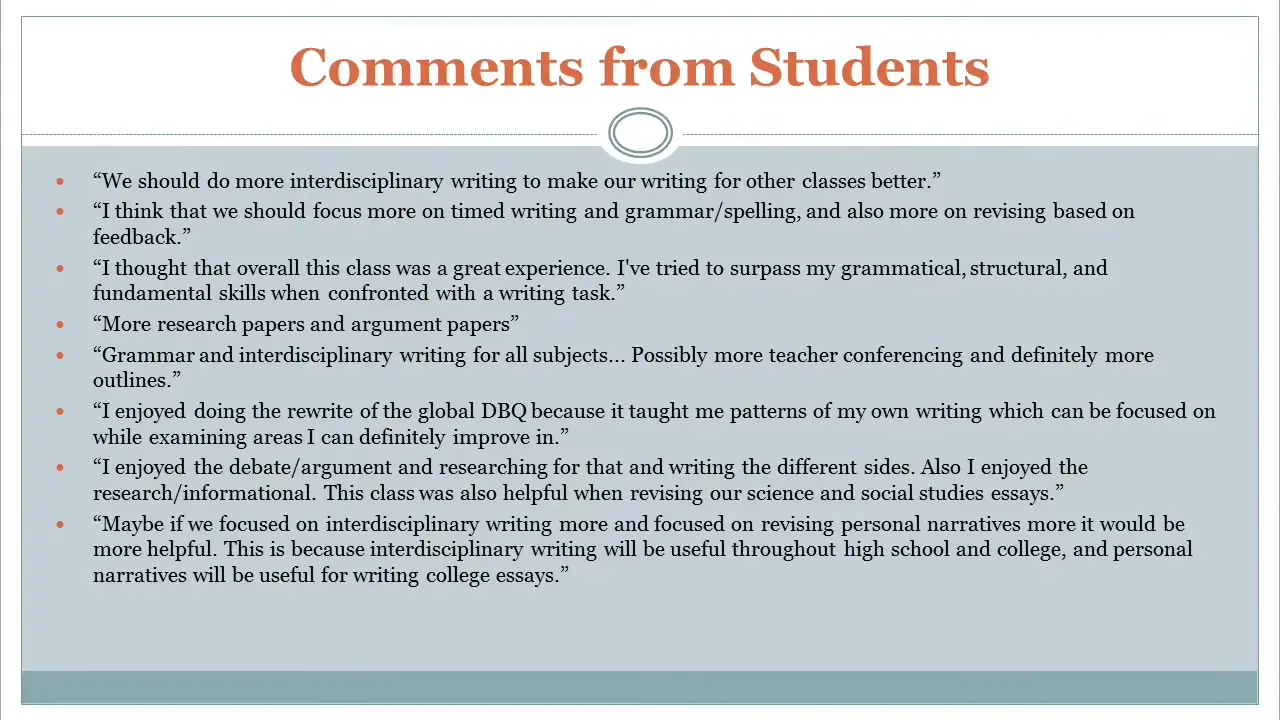 Comments from Students
• “We should do more interdisciplinary writing to make our writing for other classes better.”
• “I think that we should focus more on timed writing and grammar/spelling, and also more on revising based on
feedback.”
• “I thought that overall this class was a great experience. I've tried to surpass my grammatical, structural, and
fundamental skills when confronted with a writing task.”
• “More research papers and argument papers”
• “Grammar and interdisciplinary writing for all subjects... Possibly more teacher conferencing and definitely more
outlines.”
• “I enjoyed doing the rewrite of the global DBQ because it taught me patterns of my own writing which can be focused on
while examining areas I can definitely improve in.”
• “I enjoyed the debate/argument and researching for that and writing the different sides. Also I enjoyed the
research/informational. This class was also helpful when revising our science and social studies essays.”
• “Maybe if we focused on interdisciplinary writing more and focused on revising personal narratives more it would be
more helpful. This is because interdisciplinary writing will be useful throughout high school and college, and personal
narratives will be useful for writing college essays.”